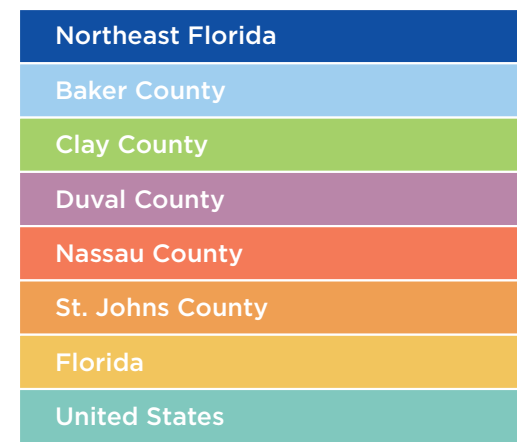 Northeast Florida
Baker County
Clay County
Duval County
Nassau County
St. Johns County
Florida
United States